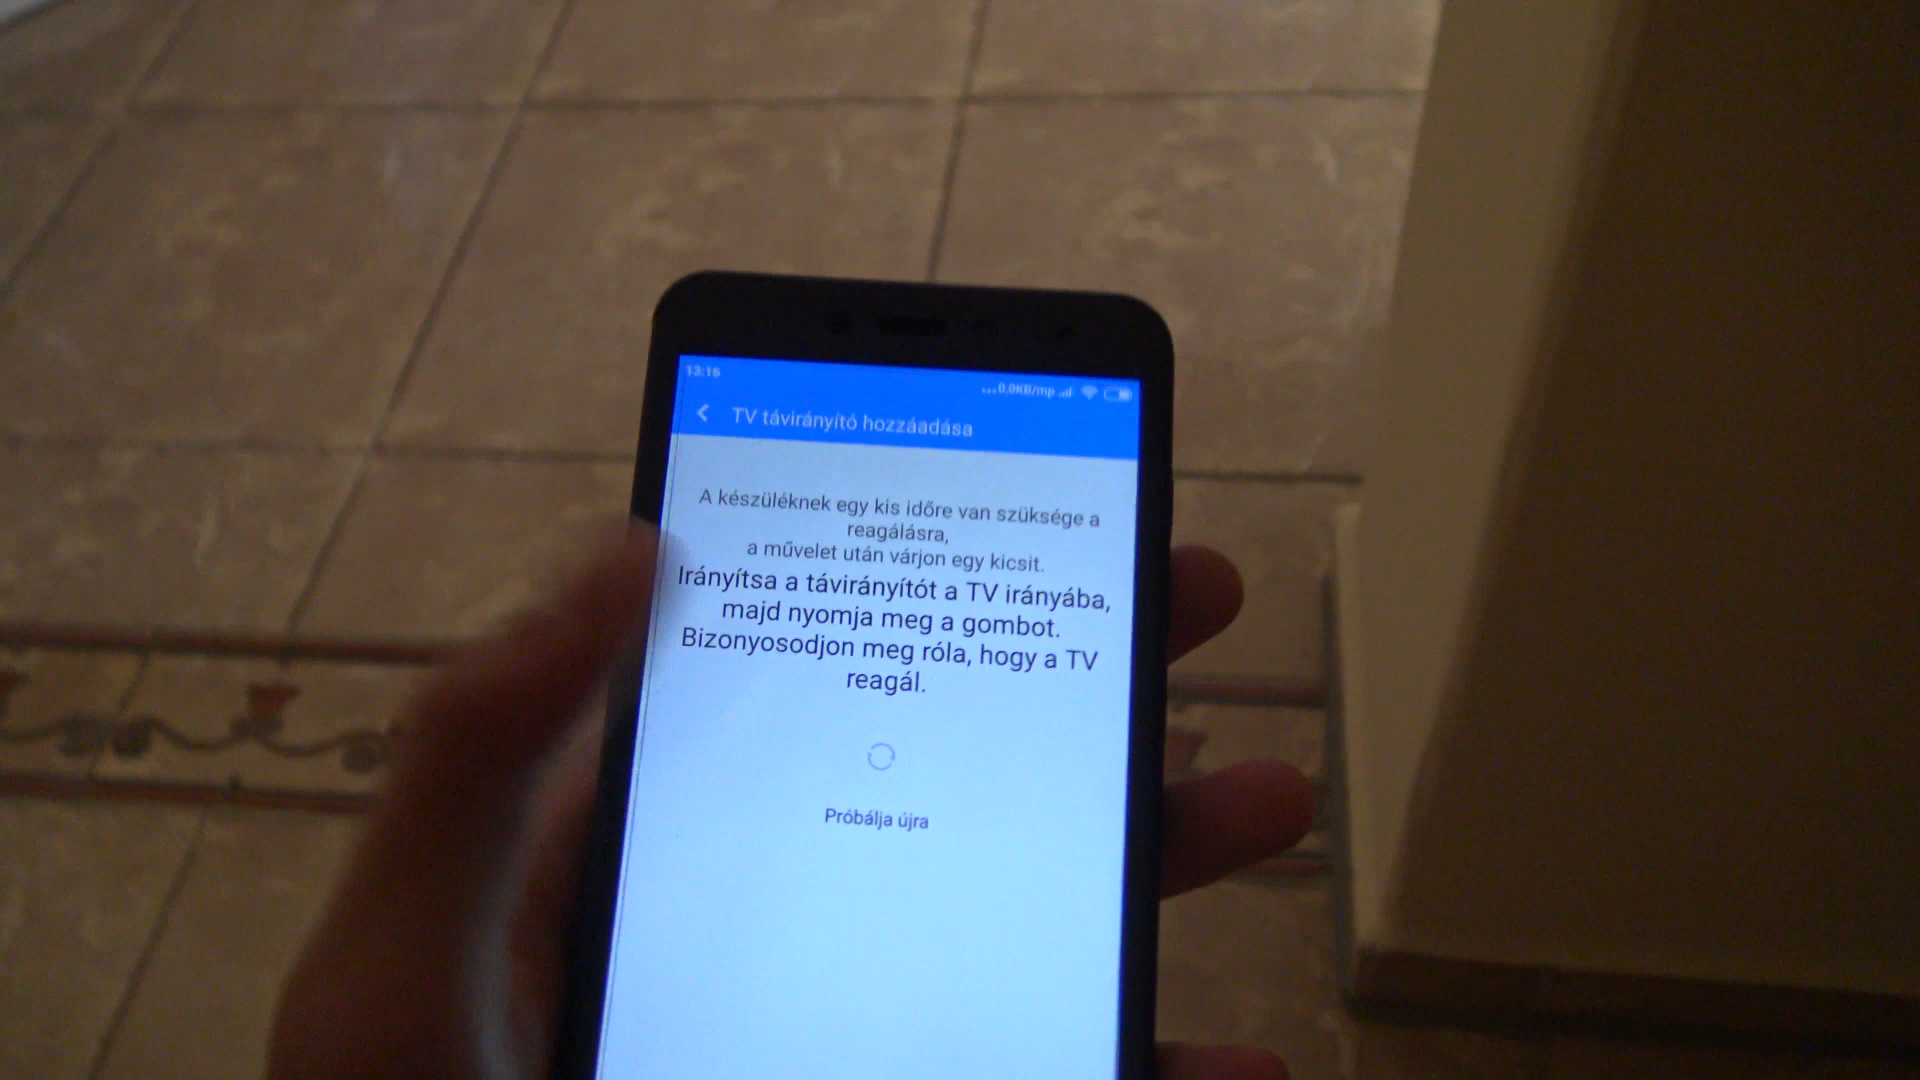 13:16
...0,0KB/mp
TV távirányító hozzáadása
A készüléknek egy kis időre van szüksége a
reagálásra,
a művelet után várjon egy kicsit.
Irányítsa a távirányítót a TV irányába,
majd nyomja meg a gombot.
Bizonyosodjon meg róla, hogy a TV
reagál.
Próbálja újra